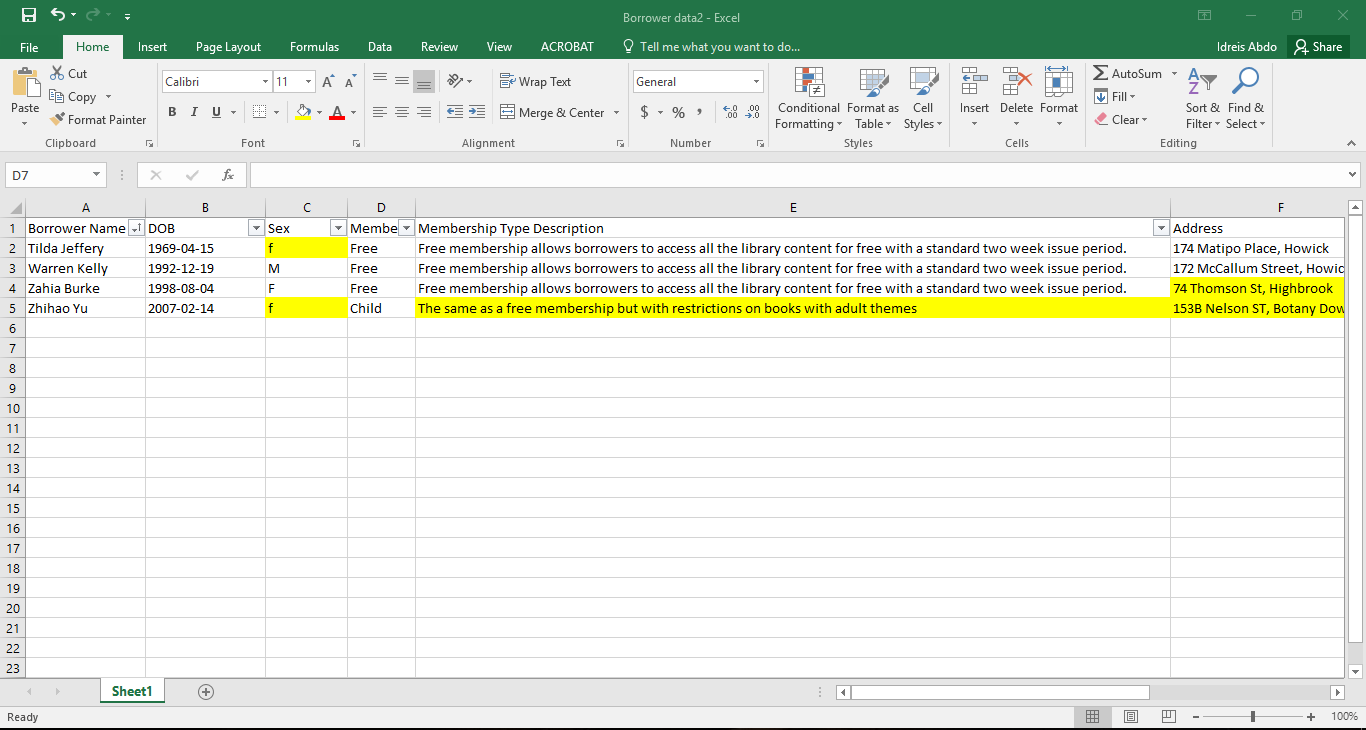 Borrower data2 - Excel
File Home Insert Page Layout Formulas Data Review View ACROBAT Tell me what you want to do... Idreis Abdo Share
Paste
Cut
Copy
Format Painter
Clipboard
Calibri 11
B I U A
Font
Wrap Text
Merge & Center
Alignment
General
$ % ,
Number
Conditional Formatting
Format as Table
Cell Styles
Styles
Insert Delete Format
Cells
AutoSum
Fill
Clear
Sort & Filter
Find & Select
Editing
D7 fx
A B C D E F
1 Borrower Name DOB Sex Membe Membership Type Description Address
2 Tilda Jeffery 1969-04-15 f Free Free membership allows borrowers to access all the library content for free with a standard two week issue period. 174 Matipo Place, Howick
3 Warren Kelly 1992-12-19 M Free Free membership allows borrowers to access all the library content for free with a standard two week issue period. 172 McCallum Street, Howic
4 Zahia Burke 1998-08-04 F Free Free membership allows borrowers to access all the library content for free with a standard two week issue period. 74 Thomson St, Highbrook
5 Zhihao Yu 2007-02-14 f Child The same as a free membership but with restrictions on books with adult themes 153B Nelson ST, Botany Dow
6
7
8
9
10
11
12
13
14
15
16
17
18
19
20
21
22
23
Sheet1
Ready 100%